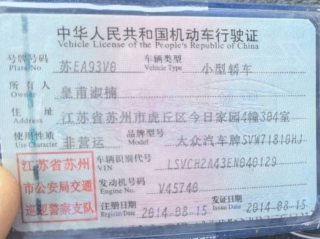 中华人民共和国机动车行驶证
Vehicle License of the People's Republic of China
号牌号码 苏EA93V0 车辆类型 小型轿车
Plate No. Vehicle Type
所有人 皇甫淑楠
Owner
住址 江苏省苏州市虎丘区今日家园4幢304室
Address
使用性质 非营运 品牌型号 大众汽车牌SVW71810HJ
Use Character Model
江苏省苏州
市公安局交通
巡逻警察支队
车辆识别代号 LSVCH2A43EN040129
VIN
发动机号码 V45740
Engine No.
注册日期 2014-08-15 发证日期 2014-08-15
Register Date Issue Date